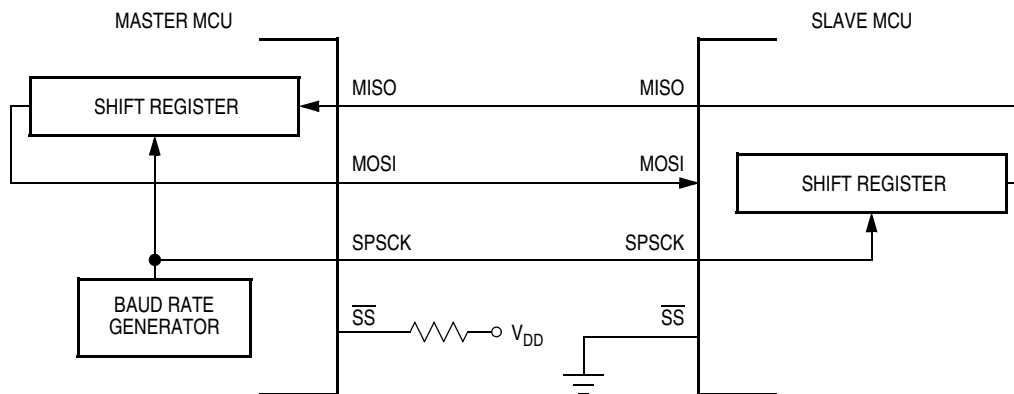 MASTER MCU
SLAVE MCU
SHIFT REGISTER
MISO
MISO
MOSI
MOSI
SHIFT REGISTER
SPSCK
SPSCK
BAUD RATE
GENERATOR
SS
VDD
SS